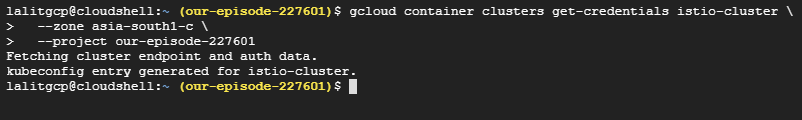 lalitgcp@cloudshell:~ (our-episode-227601)$ gcloud container clusters get-credentials istio-cluster \
>   --zone asia-south1-c \
>   --project our-episode-227601
Fetching cluster endpoint and auth data.
kubeconfig entry generated for istio-cluster.
lalitgcp@cloudshell:~ (our-episode-227601)$